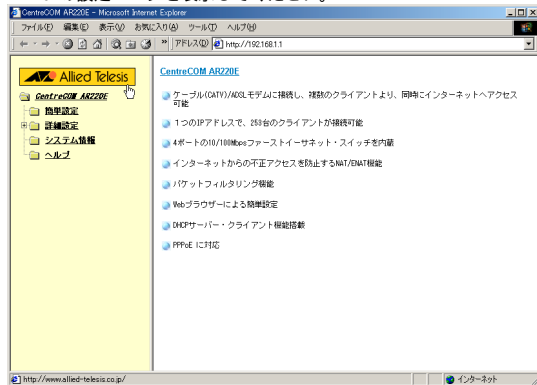 CentreCOM AR220E - Microsoft Internet Explorer
ファイル(F) 編集(E) 表示(V) お気に入り(A) ツール(T) ヘルプ(H)
アドレス(D) http://192.168.1.1
Allied Telesis
CentreCOM AR220E
簡単設定
詳細設定
システム情報
ヘルプ
CentreCOM AR220E
ケーブル(CATV)/ADSLモデムに接続し、複数のクライアントより、同時にインターネットへアクセス
可能
1つのIPアドレスで、253台のクライアントが接続可能
4ポートの10/100Mbpsファーストイーサネット・スイッチを内蔵
インターネットからの不正アクセスを防止するNAT/ENAT機能
パケットフィルタリング機能
Webブラウザーによる簡単設定
DHCPサーバー・クライアント機能搭載
PPPoE に対応
http://www.allied-telesis.co.jp/
インターネット